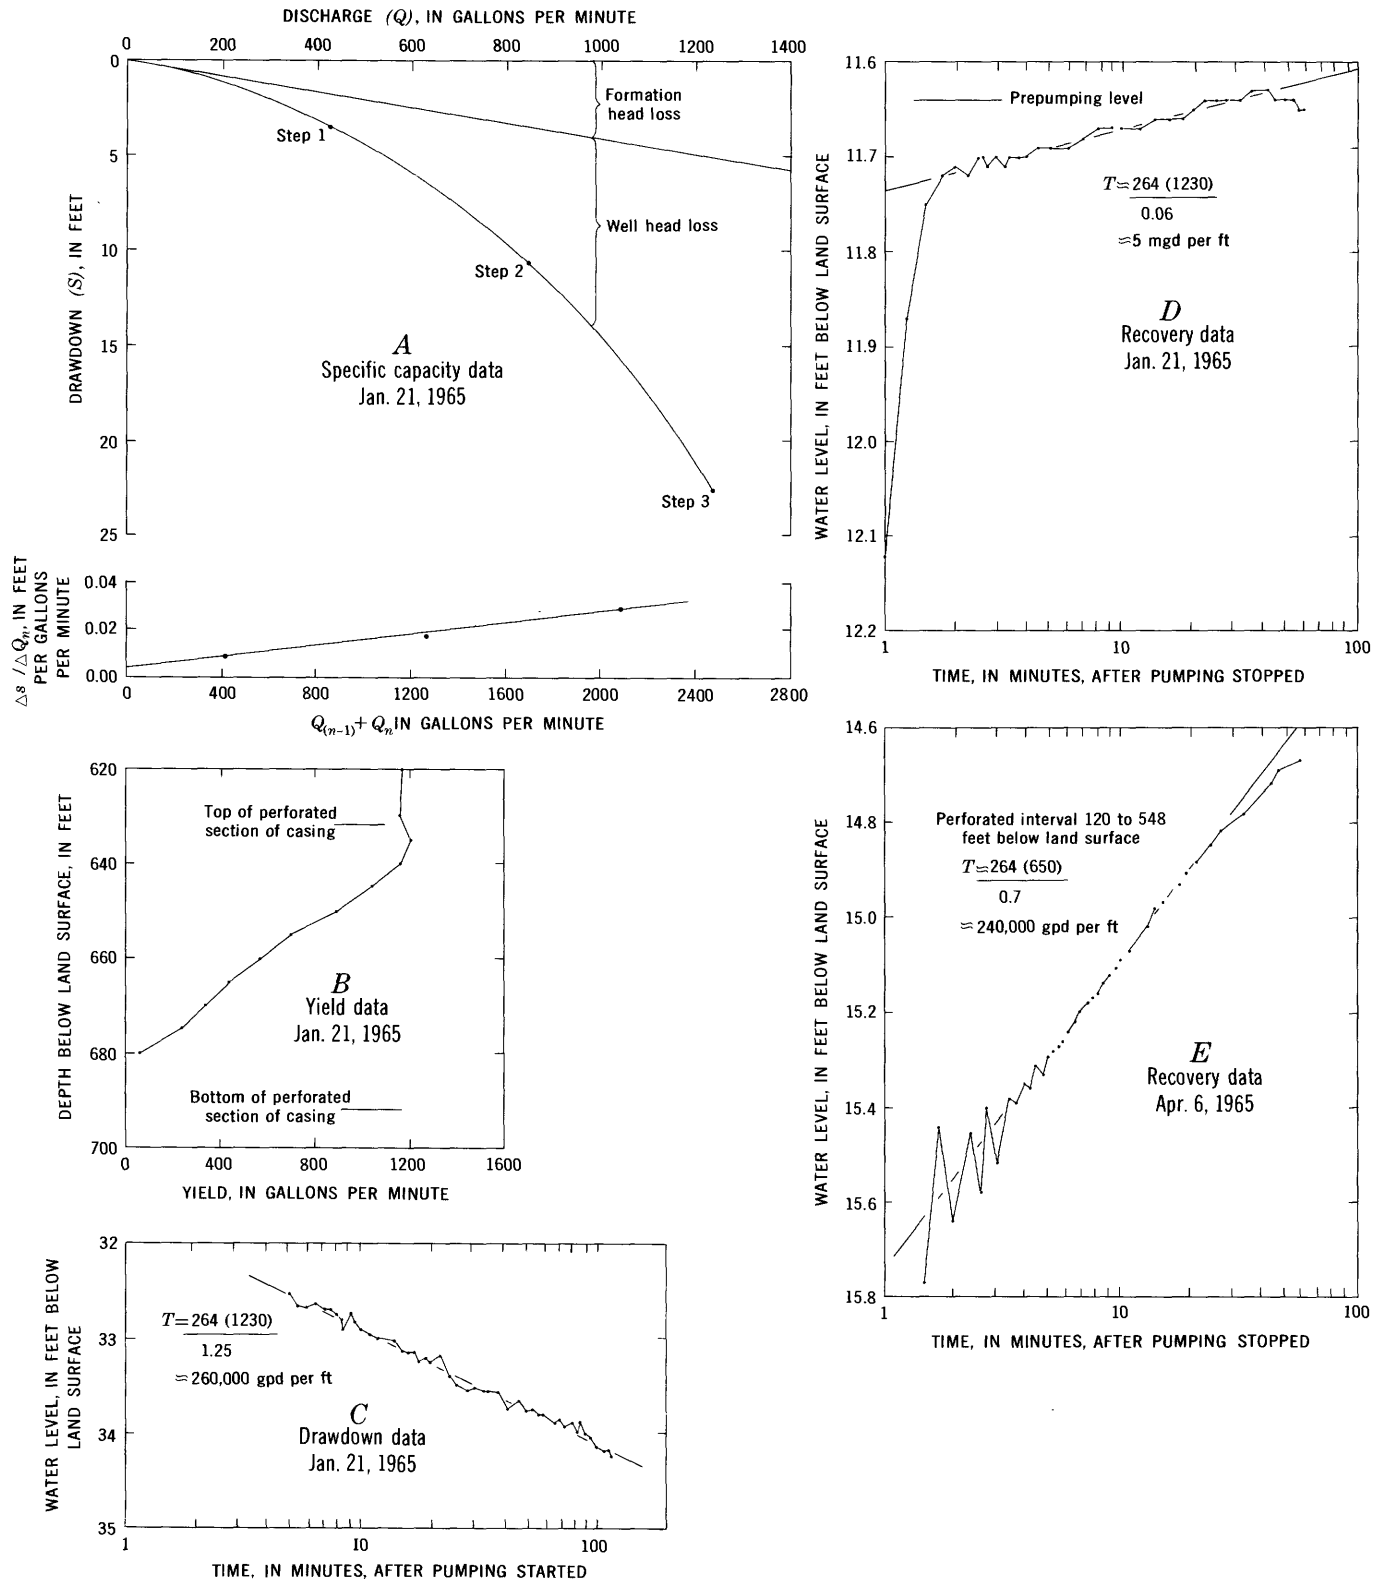 DISCHARGE (Q), IN GALLONS PER MINUTE
0 200 400 600 800 1000 1200 1400
0
5
10
15
20
25
DRAWDOWN (S), IN FEET
Formation
head loss
Well head loss
Step 1
Step 2
Step 3
A
Specific capacity data
Jan. 21, 1965
△s /△Qn, IN FEET
PER GALLONS
PER MINUTE
0.04
0.02
0.00
0 400 800 1200 1600 2000 2400 2800
Q(n−1)+Qn IN GALLONS PER MINUTE
DEPTH BELOW LAND SURFACE, IN FEET
620
640
660
680
700
Top of perforated
section of casing
B
Yield data
Jan. 21, 1965
Bottom of perforated
section of casing
0 400 800 1200 1600
YIELD, IN GALLONS PER MINUTE
WATER LEVEL, IN FEET BELOW
LAND SURFACE
32
33
34
35
T=264 (1230)
1.25
≈260,000 gpd per ft
C
Drawdown data
Jan. 21, 1965
1 10 100
TIME, IN MINUTES, AFTER PUMPING STARTED
WATER LEVEL, IN FEET BELOW LAND SURFACE
11.6
11.7
11.8
11.9
12.0
12.1
12.2
Prepumping level
T≈264 (1230)
0.06
≈5 mgd per ft
D
Recovery data
Jan. 21, 1965
1 10 100
TIME, IN MINUTES, AFTER PUMPING STOPPED
WATER LEVEL, IN FEET BELOW LAND SURFACE
14.6
14.8
15.0
15.2
15.4
15.6
15.8
Perforated interval 120 to 548
feet below land surface
T≈264 (650)
0.7
≈240,000 gpd per ft
E
Recovery data
Apr. 6, 1965
1 10 100
TIME, IN MINUTES, AFTER PUMPING STOPPED